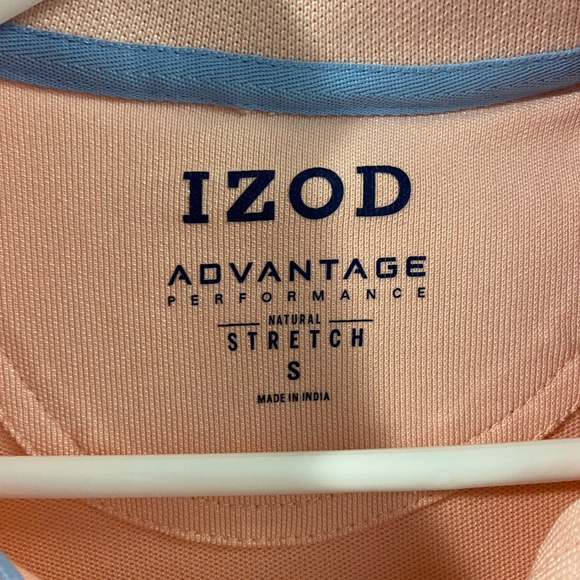 IZOD
ADVANTAGE
PERFORMANCE
NATURAL
STRETCH
S
MADE IN INDIA